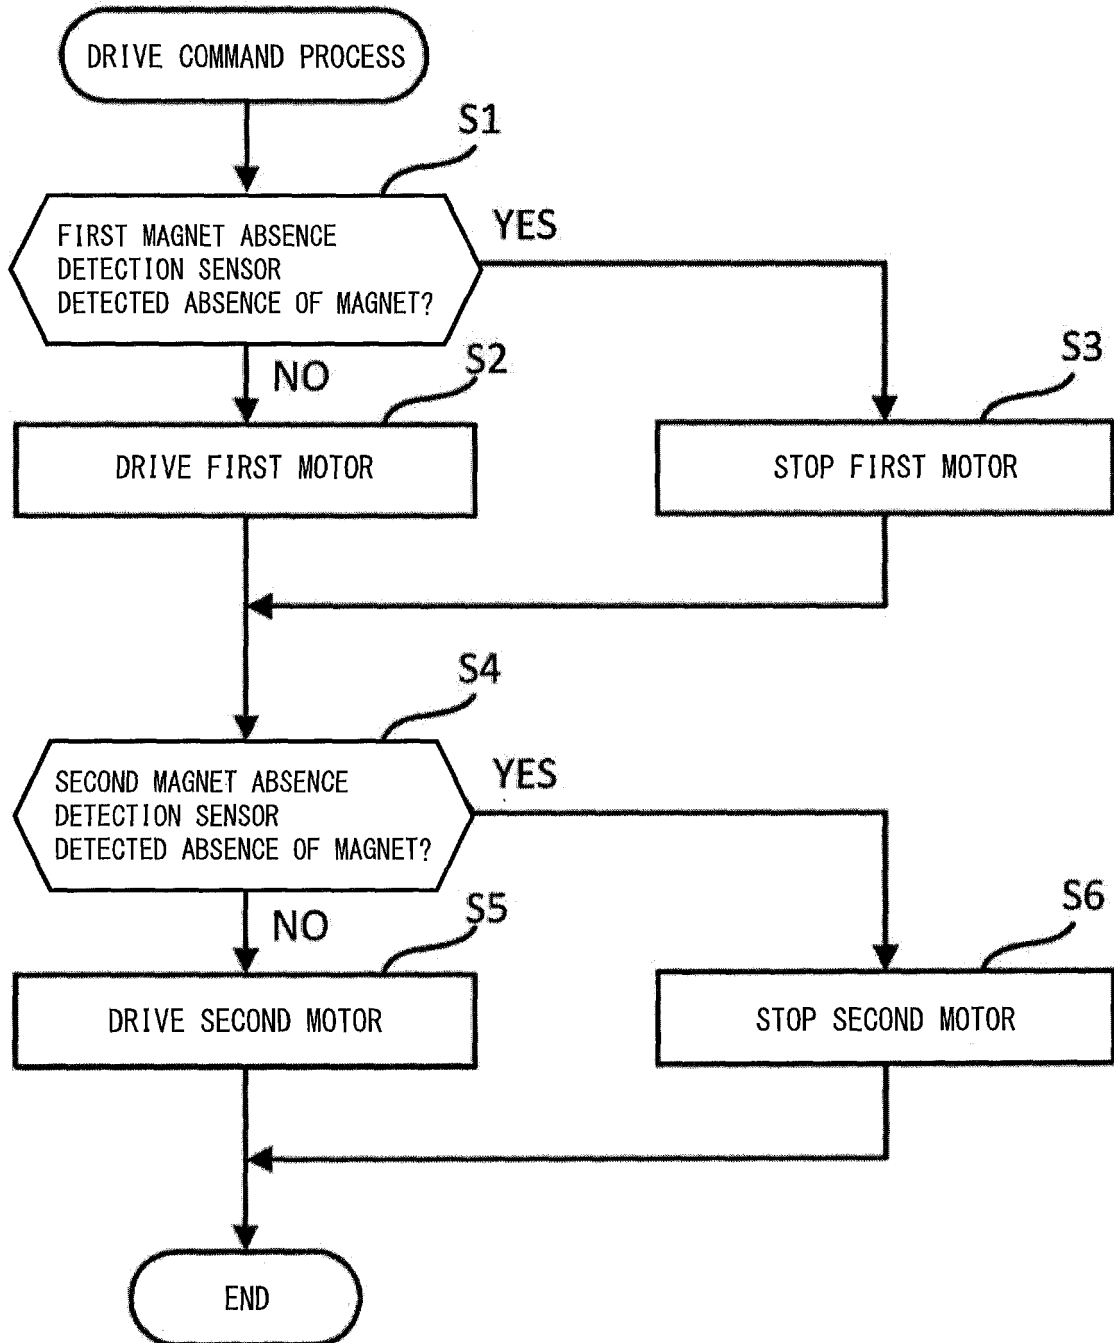 DRIVE COMMAND PROCESS
S1
FIRST MAGNET ABSENCE
DETECTION SENSOR
DETECTED ABSENCE OF MAGNET?
YES
NO
S2
S3
DRIVE FIRST MOTOR
STOP FIRST MOTOR
S4
SECOND MAGNET ABSENCE
DETECTION SENSOR
DETECTED ABSENCE OF MAGNET?
YES
NO
S5
S6
DRIVE SECOND MOTOR
STOP SECOND MOTOR
END